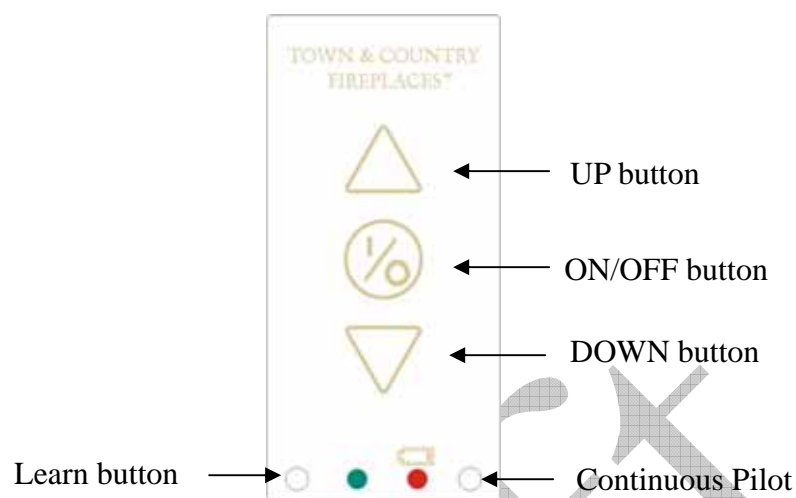 TOWN & COUNTRY
FIREPLACES™
UP button
I/O
ON/OFF button
DOWN button
Learn button
Continuous Pilot